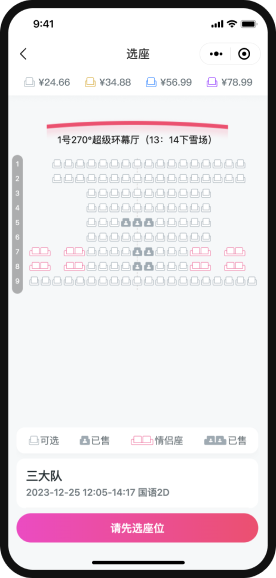 9:41
选座
¥24.66 ¥34.88 ¥56.99 ¥78.99
1号270°超级环幕厅（13：14下雪场）
1
2
3
4
5
6
7
8
9
可选 已售 情侣座 已售
三大队
2023-12-25 12:05-14:17 国语2D
请先选座位